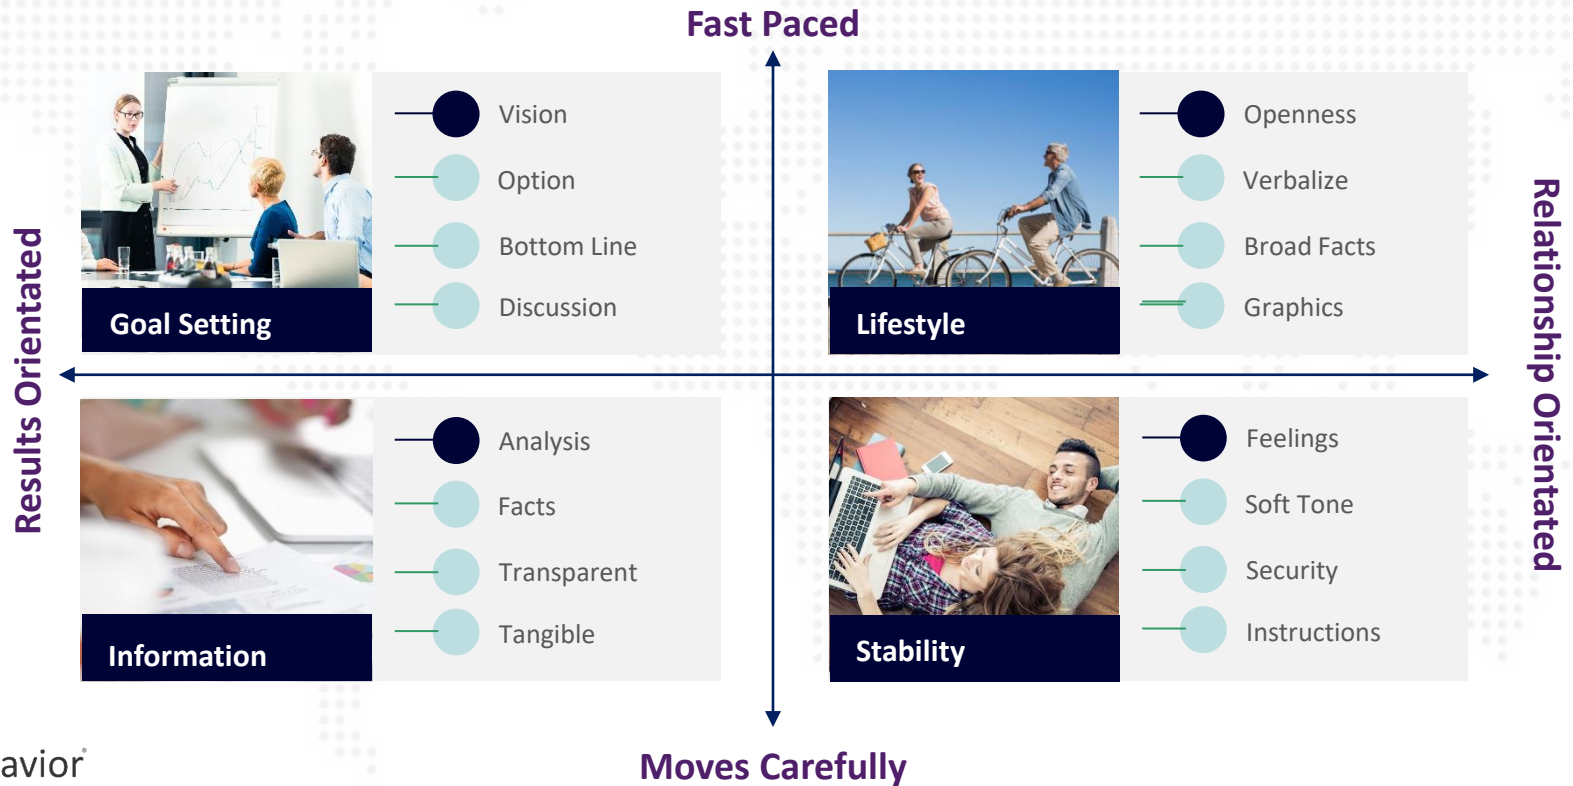 Fast Paced
Results Orientated
Goal Setting
Vision
Option
Bottom Line
Discussion
Lifestyle
Openness
Verbalize
Broad Facts
Graphics
Relationship Orientated
Information
Analysis
Facts
Transparent
Tangible
Stability
Feelings
Soft Tone
Security
Instructions
avior
Moves Carefully